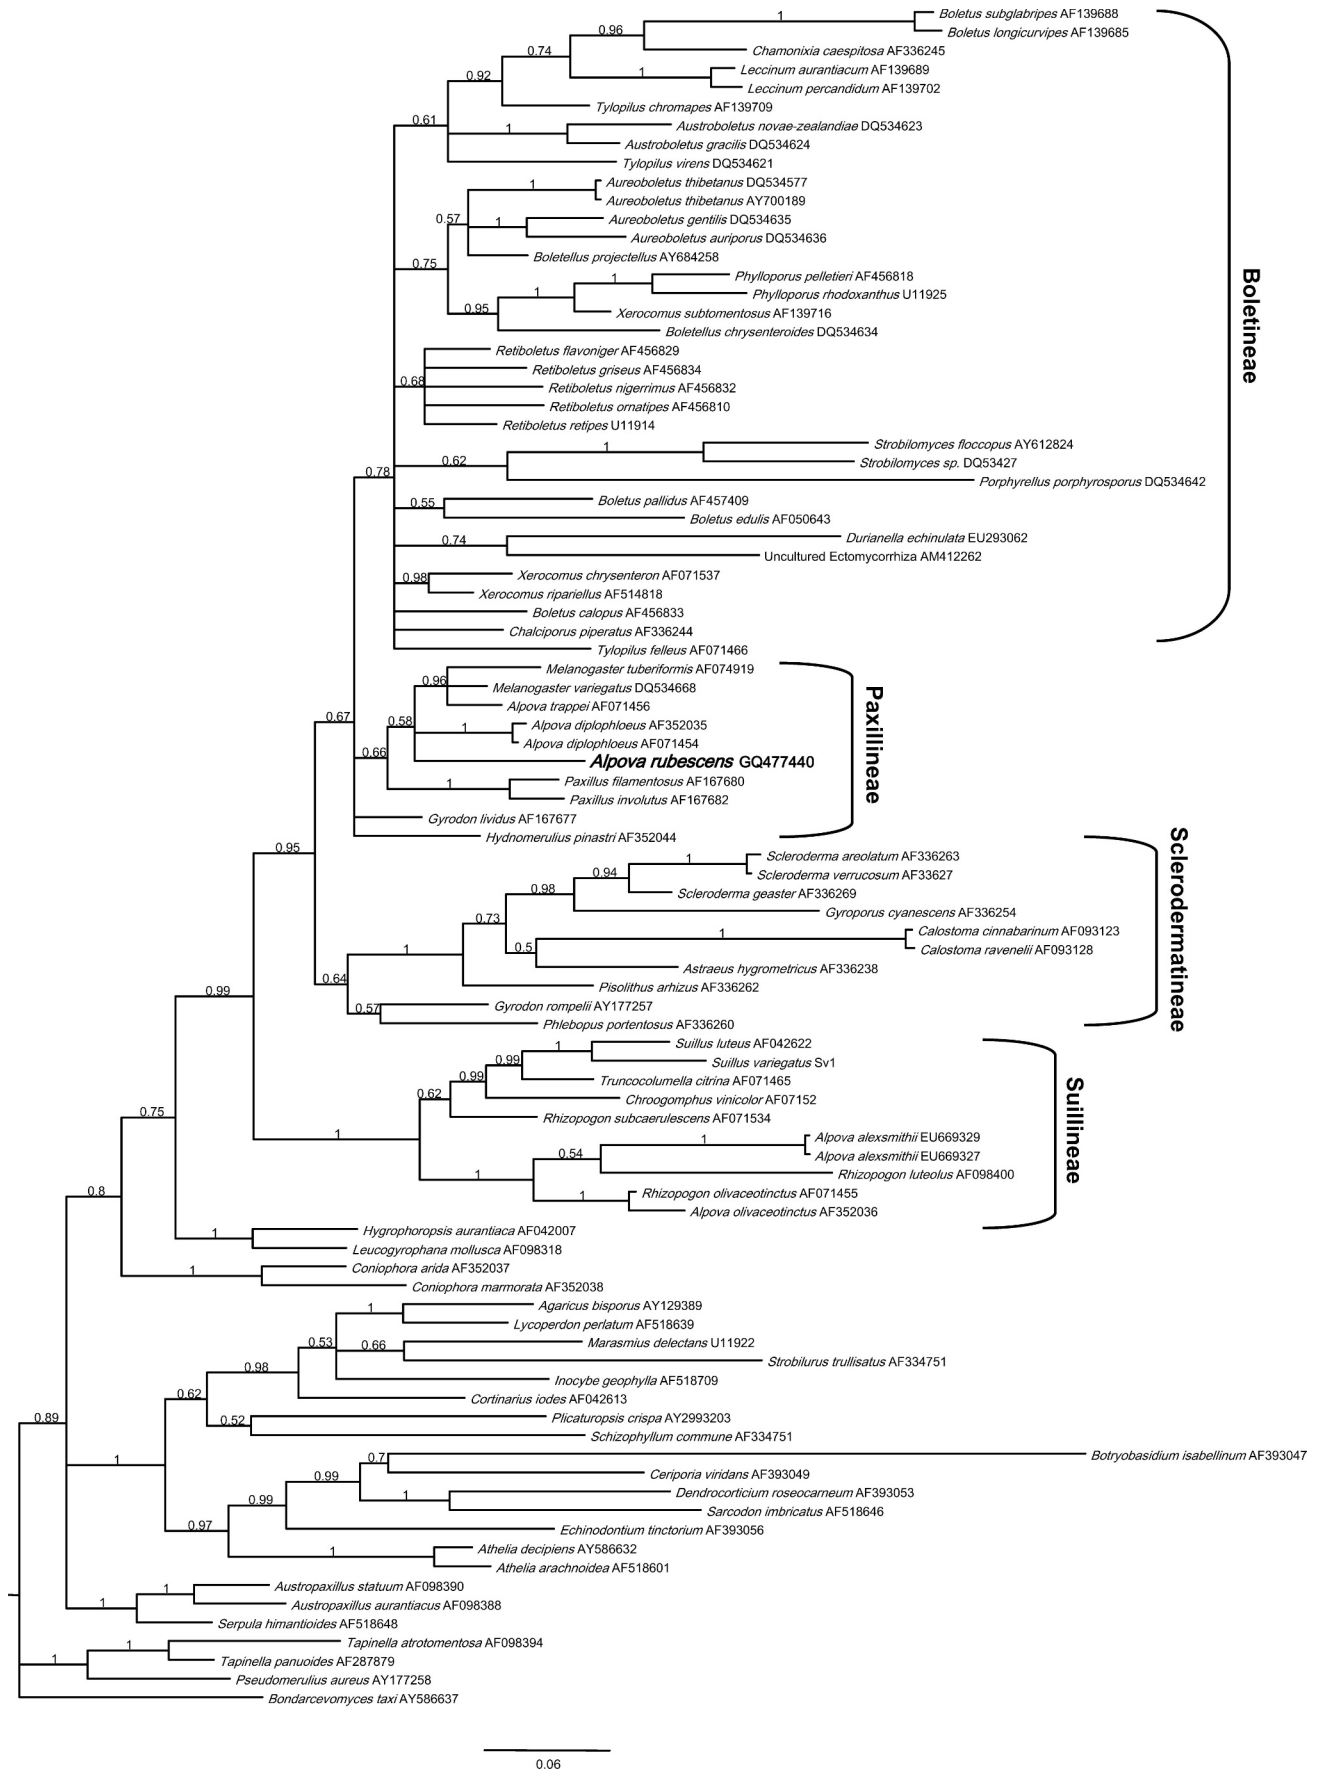 Boletus subglabripes AF139688
1
0.96
Boletus longicurvipes AF139685
Chamonixia caespitosa AF336245
0.74
Leccinum aurantiacum AF139689
1
0.92
Leccinum percandidum AF139702
Tylopilus chromapes AF139709
0.61
Austroboletus novae-zealandiae DQ534623
1
Austroboletus gracilis DQ534624
Tylopilus virens DQ534621
Aureoboletus thibetanus DQ534577
1
Aureoboletus thibetanus AY700189
0.57
Aureoboletus gentilis DQ534635
1
Aureoboletus auriporus DQ534636
Boletellus projectellus AY684258
0.75
Phylloporus pelletieri AF456818
1
Phylloporus rhodoxanthus U11925
1
0.95
Xerocomus subtomentosus AF139716
Boletellus chrysenteroides DQ534634
Boletineae
Retiboletus flavoniger AF456829
Retiboletus griseus AF456834
0.68
Retiboletus nigerrimus AF456832
Retiboletus ornatipes AF456810
Retiboletus retipes U11914
Strobilomyces floccopus AY612824
1
0.62
Strobilomyces sp. DQ53427
0.78
Porphyrellus porphyrosporus DQ534642
Boletus pallidus AF457409
0.55
Boletus edulis AF050643
Durianella echinulata EU293062
0.74
Uncultured Ectomycorrhiza AM412262
Xerocomus chrysenteron AF071537
0.98
Xerocomus ripariellus AF514818
Boletus calopus AF456833
Chalciporus piperatus AF336244
Tylopilus felleus AF071466
Melanogaster tuberiformis AF074919
0.96
Melanogaster variegatus DQ534668
Alpova trappei AF071456
0.67
0.58
Alpova diplophloeus AF352035
1
Alpova diplophloeus AF071454
0.66
Alpova rubescens GQ477440
Paxillineae
Paxillus filamentosus AF167680
1
Paxillus involutus AF167682
Gyrodon lividus AF167677
Hydnomerulius pinastri AF352044
0.95
Scleroderma areolatum AF336263
1
0.94
Scleroderma verrucosum AF33627
0.98
Scleroderma geaster AF336269
Gyroporus cyanescens AF336254
0.73
Calostoma cinnabarinum AF093123
1
0.5
Calostoma ravenelii AF093128
1
Astraeus hygrometricus AF336238
0.64
Pisolithus arhizus AF336262
Sclerodermatineae
Gyrodon rompelii AY177257
0.57
Phlebopus portentosus AF336260
0.99
Suillus luteus AF042622
1
0.99
Suillus variegatus Sv1
0.99
Truncocolumella citrina AF071465
0.62
Chroogomphus vinicolor AF07152
Rhizopogon subcaerulescens AF071534
1
Alpova alexsmithii EU669329
1
0.54
Alpova alexsmithii EU669327
1
Rhizopogon luteolus AF098400
Rhizopogon olivaceotinctus AF071455
1
Alpova olivaceotinctus AF352036
Suillineae
0.75
0.8
Hygrophoropsis aurantiaca AF042007
1
Leucogyrophana mollusca AF098318
Coniophora arida AF352037
1
Coniophora marmorata AF352038
Agaricus bisporus AY129389
1
Lycoperdon perlatum AF518639
0.53
Marasmius delectans U11922
0.66
Strobilurus trullisatus AF334751
0.98
Inocybe geophylla AF518709
0.62
Cortinarius iodes AF042613
Plicaturopsis crispa AY2993203
0.52
Schizophyllum commune AF334751
0.89
1
Botryobasidium isabellinum AF393047
0.7
Ceriporia viridans AF393049
0.99
Dendrocorticium roseocarneum AF393053
1
0.99
Sarcodon imbricatus AF518646
0.97
Echinodontium tinctorium AF393056
Athelia decipiens AY586632
1
Athelia arachnoidea AF518601
Austropaxillus statuum AF098390
1
1
Austropaxillus aurantiacus AF098388
Serpula himantioides AF518648
Tapinella atrotomentosa AF098394
1
1
Tapinella panuoides AF287879
Pseudomerulius aureus AY177258
Bondarcevomyces taxi AY586637
0.06